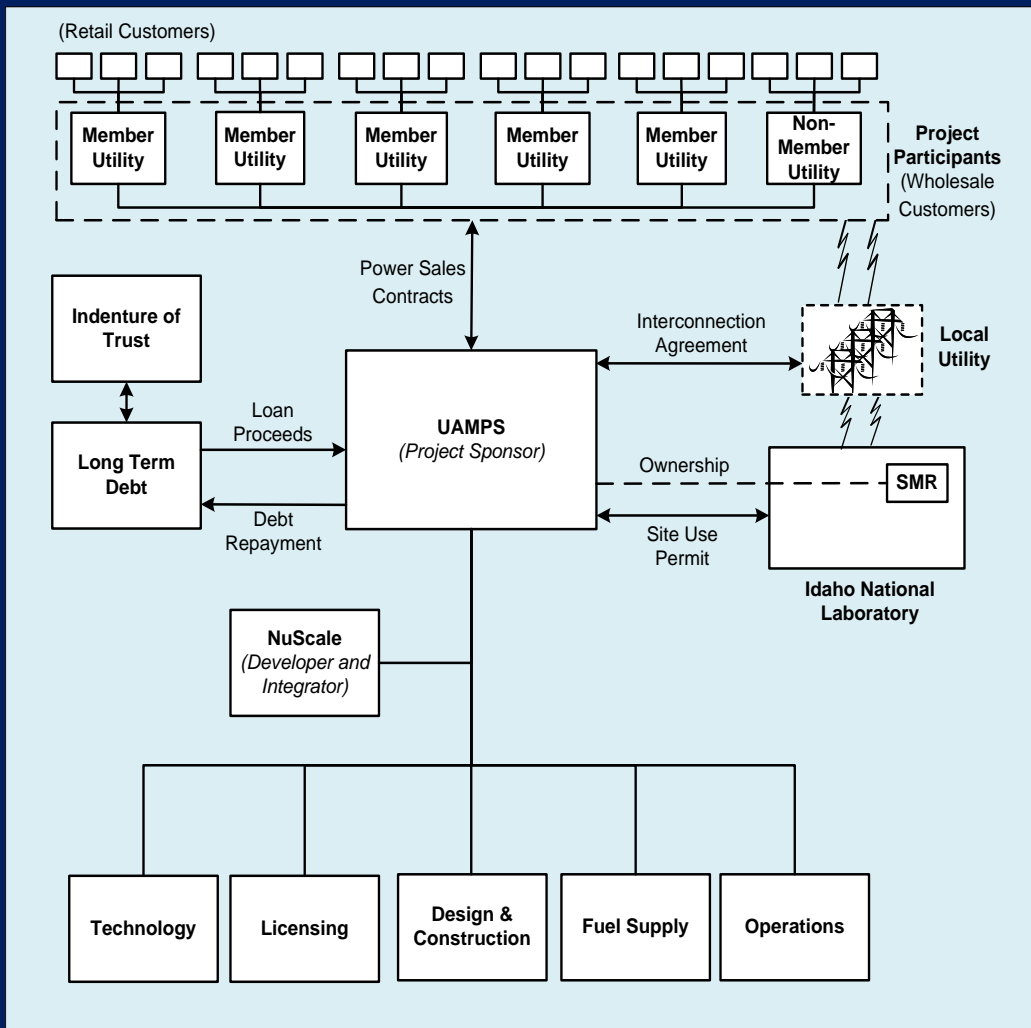 (Retail Customers)
Member
Utility
Member
Utility
Member
Utility
Member
Utility
Member
Utility
Non-
Member
Utility
Project
Participants
(Wholesale
Customers)
Power Sales
Contracts
Indenture of
Trust
Interconnection
Agreement
Local
Utility
Loan
Proceeds
UAMPS
(Project Sponsor)
Long Term
Debt
Ownership
SMR
Debt
Repayment
Site Use
Permit
Idaho National
Laboratory
NuScale
(Developer and
Integrator)
Technology
Licensing
Design &
Construction
Fuel Supply
Operations